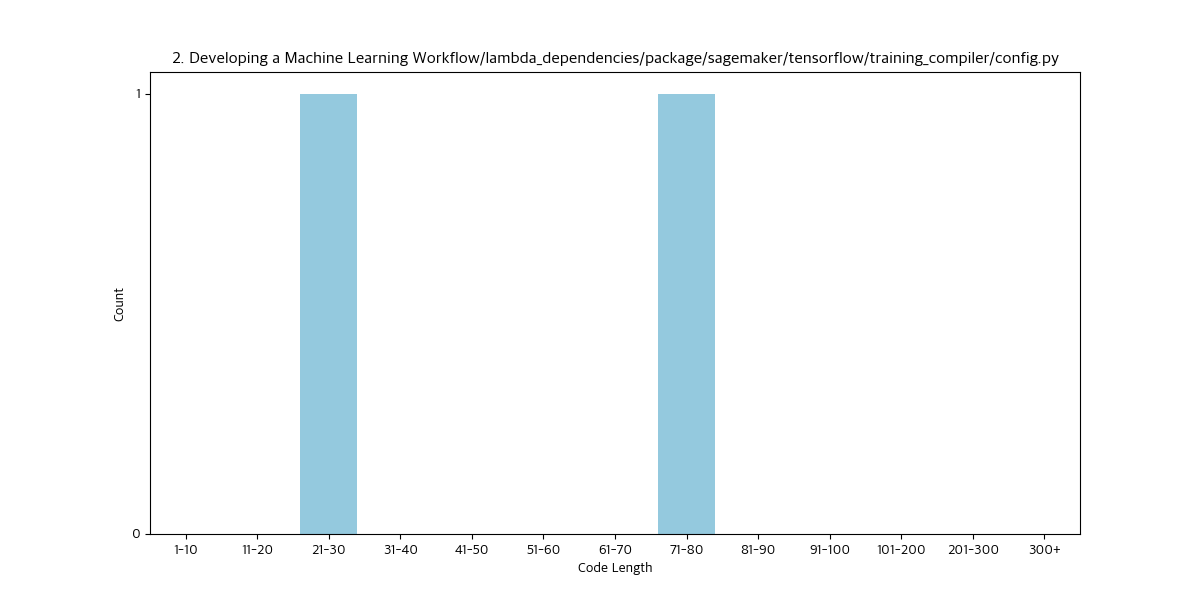 2. Developing a Machine Learning Workflow/lambda_dependencies/package/sagemaker/tensorflow/training_compiler/config.py
1
Count
0
1-10 11-20 21-30 31-40 41-50 51-60 61-70 71-80 81-90 91-100 101-200 201-300 300+
Code Length